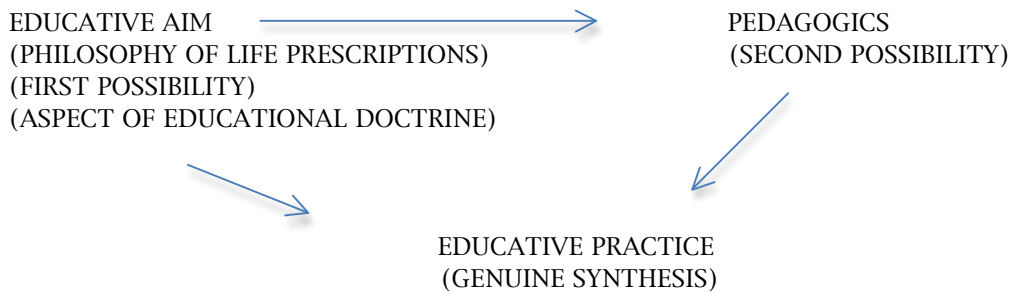 EDUCATIVE AIM
(PHILOSOPHY OF LIFE PRESCRIPTIONS)
(FIRST POSSIBILITY)
(ASPECT OF EDUCATIONAL DOCTRINE)
PEDAGOGICS
(SECOND POSSIBILITY)
EDUCATIVE PRACTICE
(GENUINE SYNTHESIS)